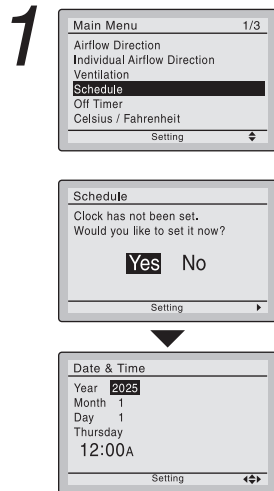 1
Main Menu 1/3
Airflow Direction
Individual Airflow Direction
Ventilation
Schedule
Off Timer
Celsius / Fahrenheit
Setting
Schedule
Clock has not been set.
Would you like to set it now?
Yes No
Setting
Date & Time
Year 2025
Month 1
Day 1
Thursday
12:00A
Setting